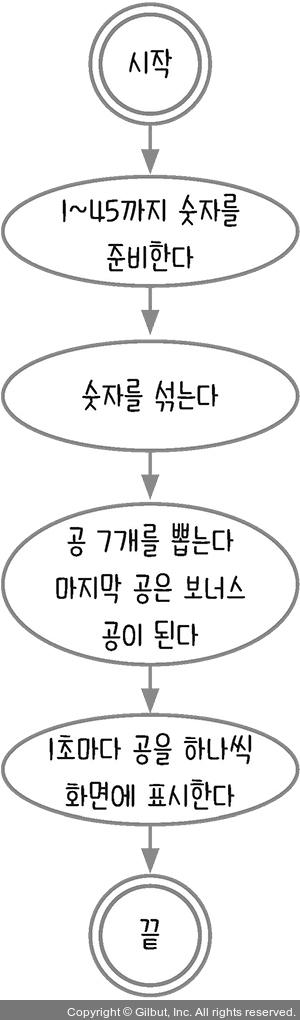 시작
1~45까지 숫자를
준비한다
숫자를 섞는다
공 7개를 뽑는다
마지막 공은 보너스
공이 된다
1초마다 공을 하나씩
화면에 표시한다
끝
Copyright © Gilbut, Inc. All rights reserved.